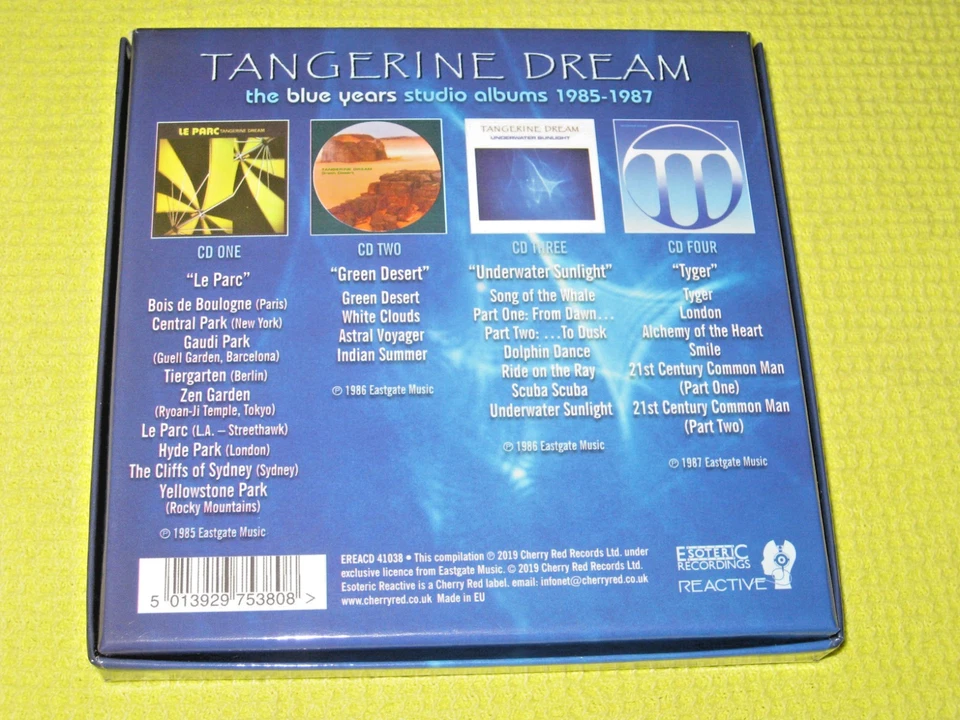 TANGERINE DREAM
the blue years studio albums 1985-1987
LE PARC TANGERINE DREAM
TANGERINE DREAM
TANGERINE DREAM
UNDERWATER SUNLIGHT
CD ONE
"Le Parc"
Bois de Boulogne (Paris)
Central Park (New York)
Gaudi Park
(Guell Garden, Barcelona)
Tiergarten (Berlin)
Zen Garden
(Ryoan-Ji Temple, Tokyo)
Le Parc (L.A. – Streethawk)
Hyde Park (London)
The Cliffs of Sydney (Sydney)
Yellowstone Park
(Rocky Mountains)
℗ 1985 Eastgate Music
CD TWO
"Green Desert"
Green Desert
White Clouds
Astral Voyager
Indian Summer
℗ 1986 Eastgate Music
CD THREE
"Underwater Sunlight"
Song of the Whale
Part One: From Dawn...
Part Two: ...To Dusk
Dolphin Dance
Ride on the Ray
Scuba Scuba
Underwater Sunlight
℗ 1986 Eastgate Music
CD FOUR
"Tyger"
Tyger
London
Alchemy of the Heart
Smile
21st Century Common Man
(Part One)
21st Century Common Man
(Part Two)
℗ 1987 Eastgate Music
5 013929 753808 >
EREACD 41038 • This compilation ℗ 2019 Cherry Red Records Ltd. under
exclusive licence from Eastgate Music. © 2019 Cherry Red Records Ltd.
Esoteric Reactive is a Cherry Red label. email: infonet@cherryred.co.uk
www.cherryred.co.uk Made in EU
ESOTERIC
RECORDINGS
REACTIVE